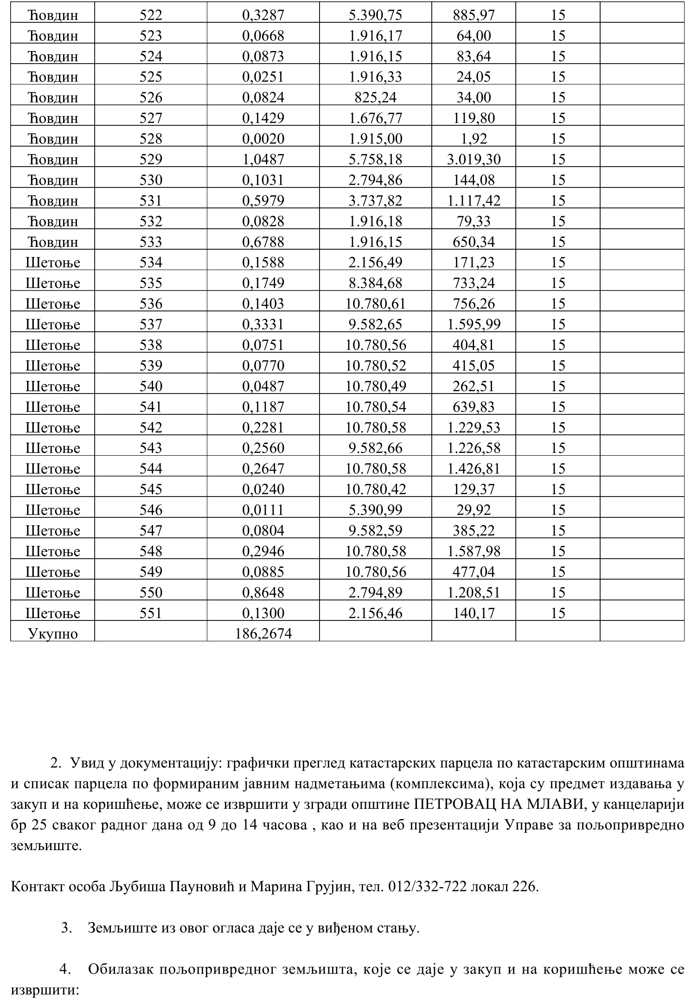 Ћовдин 522 0,3287 5.390,75 885,97 15
Ћовдин 523 0,0668 1.916,17 64,00 15
Ћовдин 524 0,0873 1.916,15 83,64 15
Ћовдин 525 0,0251 1.916,33 24,05 15
Ћовдин 526 0,0824 825,24 34,00 15
Ћовдин 527 0,1429 1.676,77 119,80 15
Ћовдин 528 0,0020 1.915,00 1,92 15
Ћовдин 529 1,0487 5.758,18 3.019,30 15
Ћовдин 530 0,1031 2.794,86 144,08 15
Ћовдин 531 0,5979 3.737,82 1.117,42 15
Ћовдин 532 0,0828 1.916,18 79,33 15
Ћовдин 533 0,6788 1.916,15 650,34 15
Шетоње 534 0,1588 2.156,49 171,23 15
Шетоње 535 0,1749 8.384,68 733,24 15
Шетоње 536 0,1403 10.780,61 756,26 15
Шетоње 537 0,3331 9.582,65 1.595,99 15
Шетоње 538 0,0751 10.780,56 404,81 15
Шетоње 539 0,0770 10.780,52 415,05 15
Шетоње 540 0,0487 10.780,49 262,51 15
Шетоње 541 0,1187 10.780,54 639,83 15
Шетоње 542 0,2281 10.780,58 1.229,53 15
Шетоње 543 0,2560 9.582,66 1.226,58 15
Шетоње 544 0,2647 10.780,58 1.426,81 15
Шетоње 545 0,0240 10.780,42 129,37 15
Шетоње 546 0,0111 5.390,99 29,92 15
Шетоње 547 0,0804 9.582,59 385,22 15
Шетоње 548 0,2946 10.780,58 1.587,98 15
Шетоње 549 0,0885 10.780,56 477,04 15
Шетоње 550 0,8648 2.794,89 1.208,51 15
Шетоње 551 0,1300 2.156,46 140,17 15
Укупно 186,2674
2. Увид у документацију: графички преглед катастарских парцела по катастарским општинама
и списак парцела по формираним јавним надметањима (комплексима), која су предмет издавања у
закуп и на коришћење, може се извршити у згради општине ПЕТРОВАЦ НА МЛАВИ, у канцеларији
бр 25 сваког радног дана од 9 до 14 часова , као и на веб презентацији Управе за пољопривредно
земљиште.
Контакт особа Љубиша Пауновић и Марина Грујин, тел. 012/332-722 локал 226.
3. Земљиште из овог огласа даје се у виђеном стању.
4. Обилазак пољопривредног земљишта, које се даје у закуп и на коришћење може се
извршити: